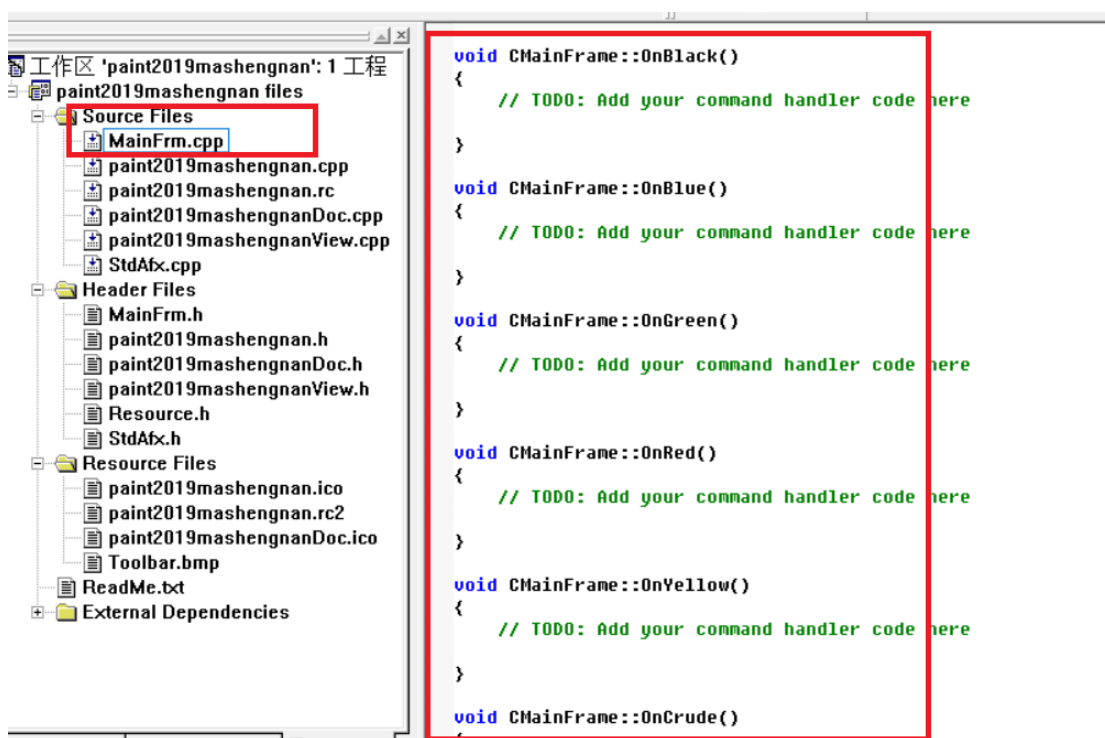 工作区 'paint2019mashengnan': 1 工程
paint2019mashengnan files
Source Files
MainFrm.cpp
paint2019mashengnan.cpp
paint2019mashengnan.rc
paint2019mashengnanDoc.cpp
paint2019mashengnanView.cpp
StdAfx.cpp
Header Files
MainFrm.h
paint2019mashengnan.h
paint2019mashengnanDoc.h
paint2019mashengnanView.h
Resource.h
StdAfx.h
Resource Files
paint2019mashengnan.ico
paint2019mashengnan.rc2
paint2019mashengnanDoc.ico
Toolbar.bmp
ReadMe.txt
External Dependencies
void CMainFrame::OnBlack()
{
// TODO: Add your command handler code here
}
void CMainFrame::OnBlue()
{
// TODO: Add your command handler code here
}
void CMainFrame::OnGreen()
{
// TODO: Add your command handler code here
}
void CMainFrame::OnRed()
{
// TODO: Add your command handler code here
}
void CMainFrame::OnYellow()
{
// TODO: Add your command handler code here
}
void CMainFrame::OnCrude()